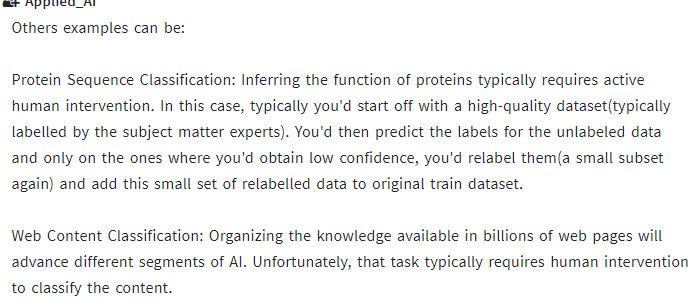 Applied_AI
Others examples can be:
Protein Sequence Classification: Inferring the function of proteins typically requires active
human intervention. In this case, typically you'd start off with a high-quality dataset(typically
labelled by the subject matter experts). You'd then predict the labels for the unlabeled data
and only on the ones where you'd obtain low confidence, you'd relabel them(a small subset
again) and add this small set of relabelled data to original train dataset.
Web Content Classification: Organizing the knowledge available in billions of web pages will
advance different segments of AI. Unfortunately, that task typically requires human intervention
to classify the content.